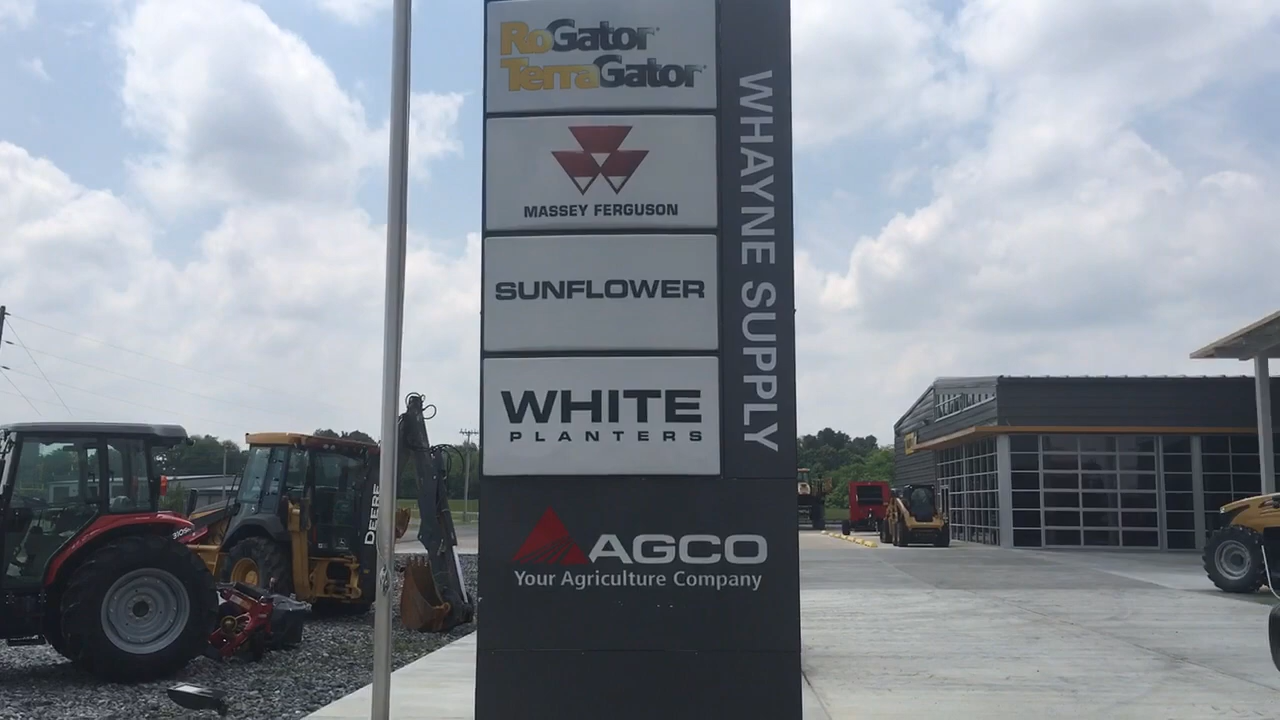 RoGator
TerraGator
MASSEY FERGUSON
SUNFLOWER
WHITE
PLANTERS
WHAYNE SUPPLY
AGCO
Your Agriculture Company
DEERE